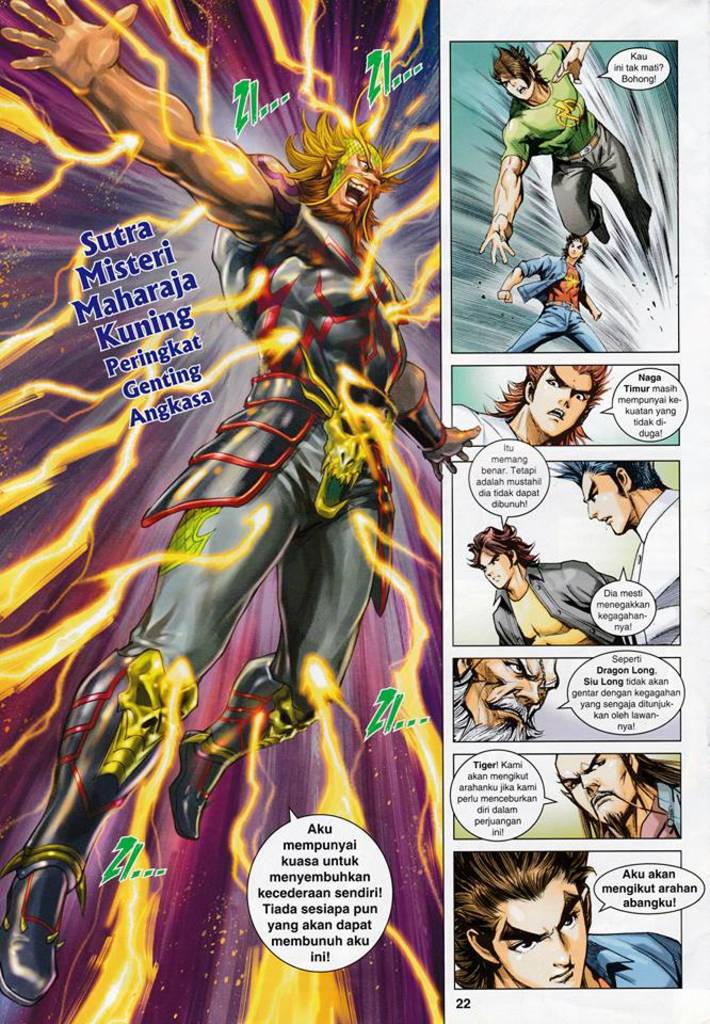 ZI...
ZI...
Sutra
Misteri
Maharaja
Kuning
Peringkat
Genting
Angkasa
ZI...
ZI...
Aku
mempunyai
kuasa untuk
menyembuhkan
kecederaan sendiri!
Tiada sesiapa pun
yang akan dapat
membunuh aku
ini!
Kau
ini tak mati?
Bohong!
Naga
Timur masih
mempunyai ke-
kuatan yang
tidak di-
duga!
Itu
memang
benar. Tetapi
adalah mustahil
dia tidak dapat
dibunuh!
Dia mesti
menegakkan
kegagahan-
nya!
Seperti
Dragon Long,
Siu Long tidak akan
gentar dengan kegagahan
yang sengaja ditunjuk-
kan oleh lawan-
nya!
Tiger! Kami
akan mengikut
arahanku jika kami
perlu menceburkan
diri dalam
perjuangan
ini!
Aku akan
mengikut arahan
abangku!
22